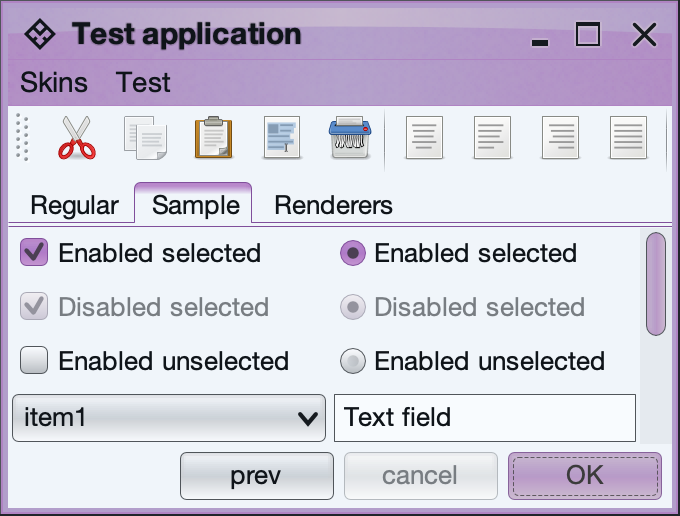 Test application
Skins Test
Regular Sample Renderers
Enabled selected Enabled selected
Disabled selected Disabled selected
Enabled unselected Enabled unselected
item1 Text field
prev cancel OK